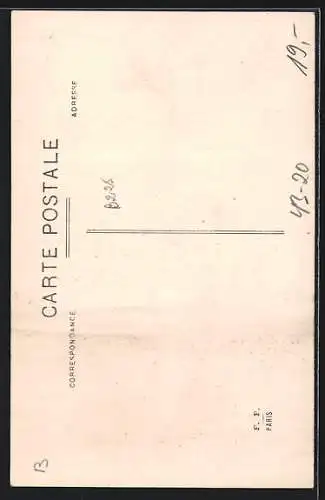 CARTE POSTALE
CORRESPONDANCE
ADRESSE
B226
19,-
43-20
F. F.
PARIS
B